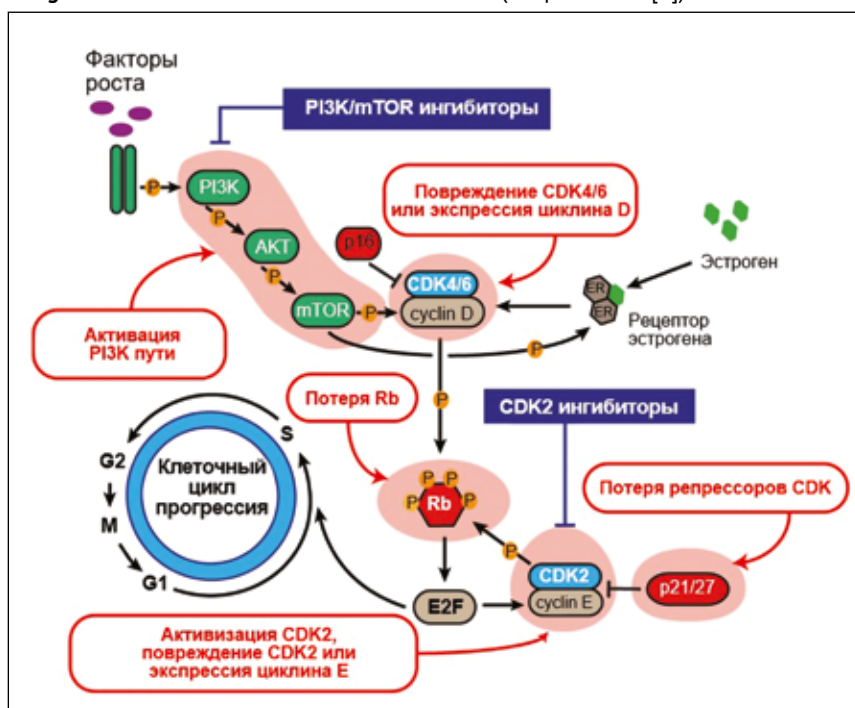 Факторы
роста
PI3K/mTOR ингибиторы
P
PI3K
P
AKT
P
mTOR
P
Активация
PI3K пути
Повреждение CDK4/6
или экспрессия циклина D
p16
CDK4/6
cyclin D
Эстроген
ER
ER
Рецептор
эстрогена
P
P
Потеря Rb
CDK2 ингибиторы
Клеточный
цикл
прогрессия
S
G2
M
G1
P
P
P
P
Rb
P
Потеря репрессоров CDK
CDK2
cyclin E
p21/27
E2F
Активизация CDK2,
повреждение CDK2 или
экспрессия циклина E